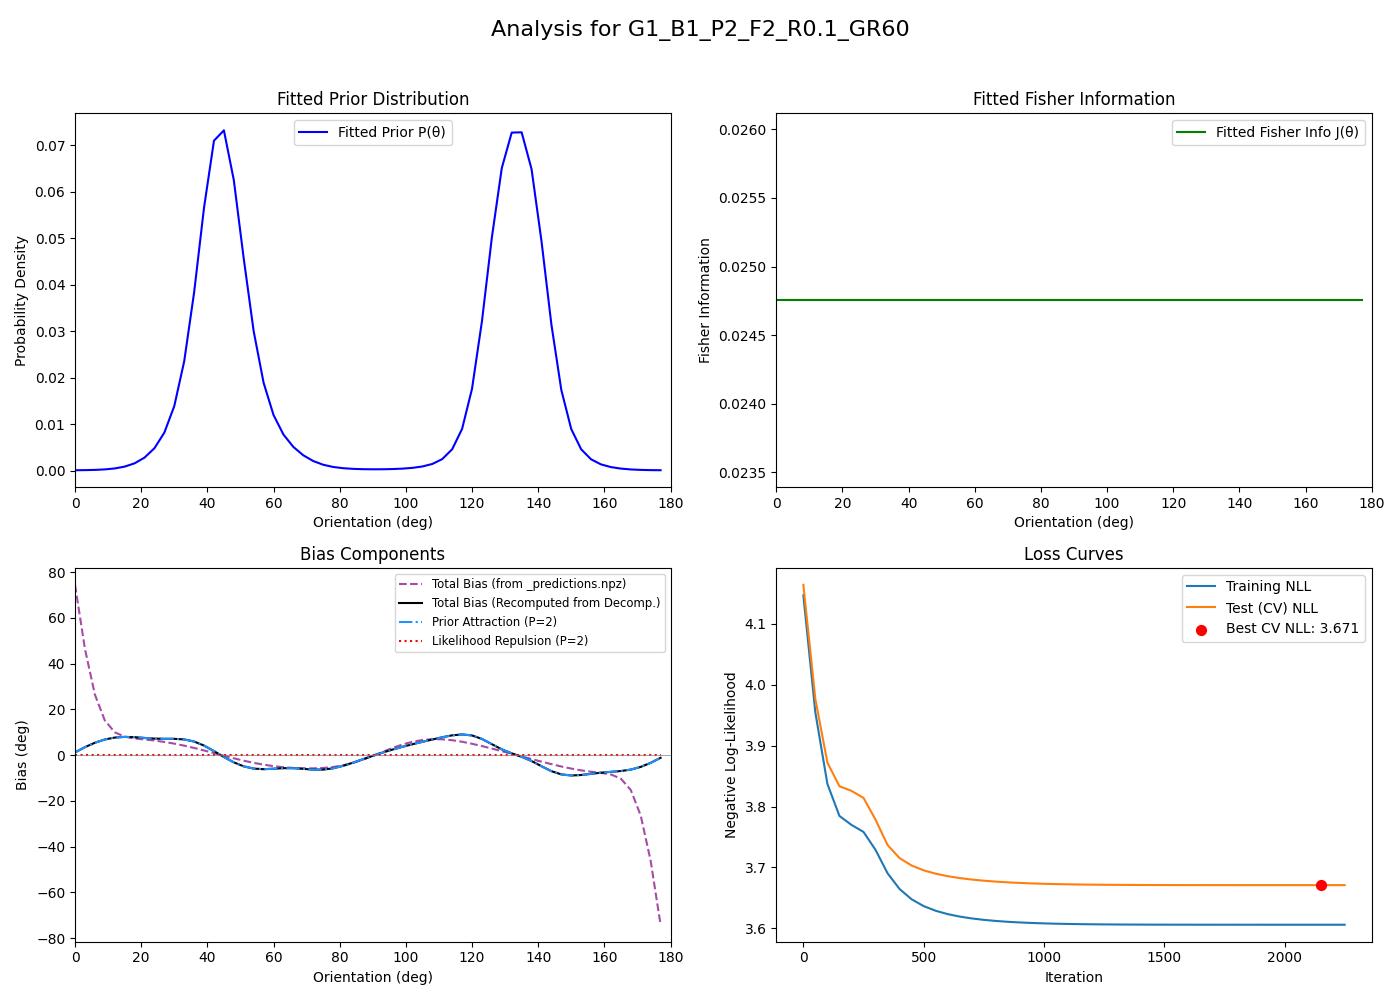 Analysis for G1_B1_P2_F2_R0.1_GR60
Fitted Prior Distribution
Fitted Prior P(θ)
Probability Density
0.07
0.06
0.05
0.04
0.03
0.02
0.01
0.00
0 20 40 60 80 100 120 140 160 180
Orientation (deg)
Fitted Fisher Information
Fitted Fisher Info J(θ)
Fisher Information
0.0260
0.0255
0.0250
0.0245
0.0240
0.0235
0 20 40 60 80 100 120 140 160 180
Orientation (deg)
Bias Components
Total Bias (from _predictions.npz)
Total Bias (Recomputed from Decomp.)
Prior Attraction (P=2)
Likelihood Repulsion (P=2)
Bias (deg)
80
60
40
20
0
−20
−40
−60
−80
0 20 40 60 80 100 120 140 160 180
Orientation (deg)
Loss Curves
Training NLL
Test (CV) NLL
Best CV NLL: 3.671
Negative Log-Likelihood
4.1
4.0
3.9
3.8
3.7
3.6
0 500 1000 1500 2000
Iteration